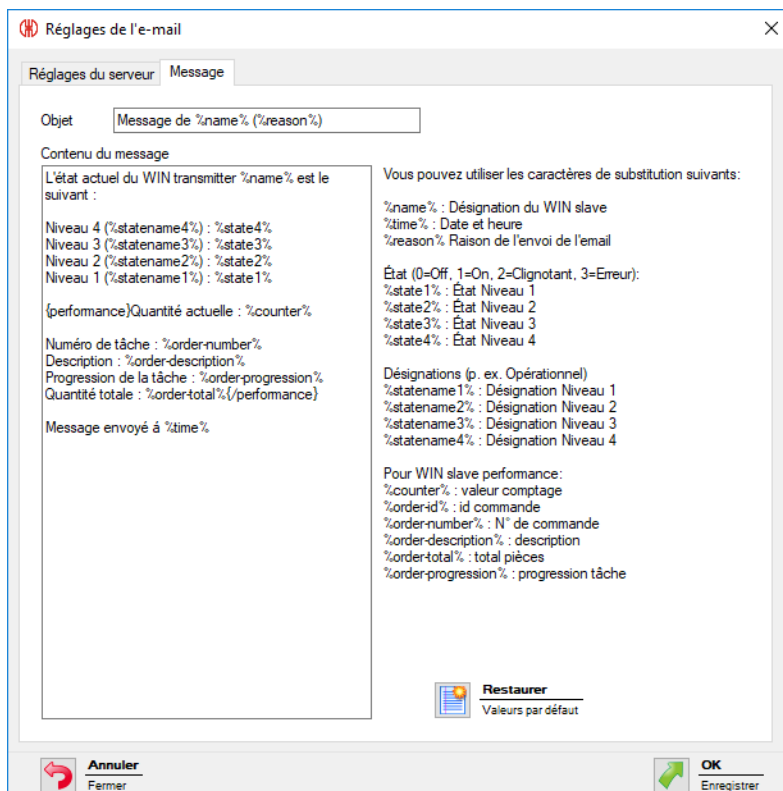 Réglages de l'e-mail
Réglages du serveur
Message
Objet
Message de %name% (%reason%)
Contenu du message
L'état actuel du WIN transmitter %name% est le
suivant :
Niveau 4 (%statename4%) : %state4%
Niveau 3 (%statename3%) : %state3%
Niveau 2 (%statename2%) : %state2%
Niveau 1 (%statename1%) : %state1%
{performance}Quantité actuelle : %counter%
Numéro de tâche : %order-number%
Description : %order-description%
Progression de la tâche : %order-progression%
Quantité totale : %order-total%{/performance}
Message envoyé á %time%
Vous pouvez utiliser les caractères de substitution suivants:
%name% : Désignation du WIN slave
%time% : Date et heure
%reason% Raison de l'envoi de l'email
État (0=Off, 1=On, 2=Clignotant, 3=Erreur):
%state1% : État Niveau 1
%state2% : État Niveau 2
%state3% : État Niveau 3
%state4% : État Niveau 4
Désignations (p. ex. Opérationnel)
%statename1% : Désignation Niveau 1
%statename2% : Désignation Niveau 2
%statename3% : Désignation Niveau 3
%statename4% : Désignation Niveau 4
Pour WIN slave performance:
%counter% : valeur comptage
%order-id% : id commande
%order-number% : N° de commande
%order-description% : description
%order-total% : total pièces
%order-progression% : progression tâche
Restaurer
Valeurs par défaut
Annuler
Fermer
OK
Enregistrer